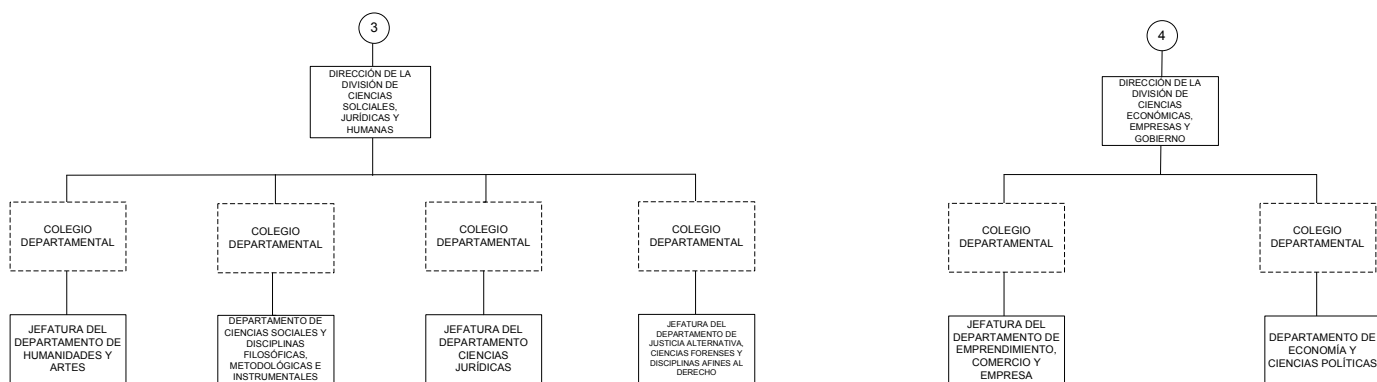 3
DIRECCIÓN DE LA
DIVISIÓN DE
CIENCIAS
SOLCIALES,
JURÍDICAS Y
HUMANAS
COLEGIO
DEPARTAMENTAL
COLEGIO
DEPARTAMENTAL
COLEGIO
DEPARTAMENTAL
COLEGIO
DEPARTAMENTAL
JEFATURA DEL
DEPARTAMENTO DE
HUMANIDADES Y
ARTES
DEPARTAMENTO DE
CIENCIAS SOCIALES Y
DISCIPLINAS
FILOSÓFICAS,
METODOLÓGICAS E
INSTRUMENTALES
JEFATURA DEL
DEPARTAMENTO
CIENCIAS
JURÍDICAS
JEFATURA DEL
DEPARTAMENTO DE
JUSTICIA ALTERNATIVA,
CIENCIAS FORENSES Y
DISCIPLINAS AFINES AL
DERECHO
4
DIRECCIÓN DE LA
DIVISIÓN DE
CIENCIAS
ECONÓMICAS,
EMPRESAS Y
GOBIERNO
COLEGIO
DEPARTAMENTAL
COLEGIO
DEPARTAMENTAL
JEFATURA DEL
DEPARTAMENTO DE
EMPRENDIMIENTO,
COMERCIO Y
EMPRESA
DEPARTAMENTO DE
ECONOMÍA Y
CIENCIAS POLÍTICAS